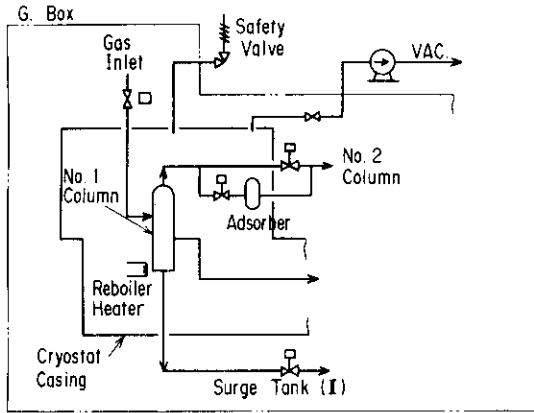 G. Box
Gas
Inlet
Safety
Valve
VAC.
No. 2
Column
No. 1
Column
Adsorber
Reboiler
Heater
Cryostat
Casing
Surge Tank (I)